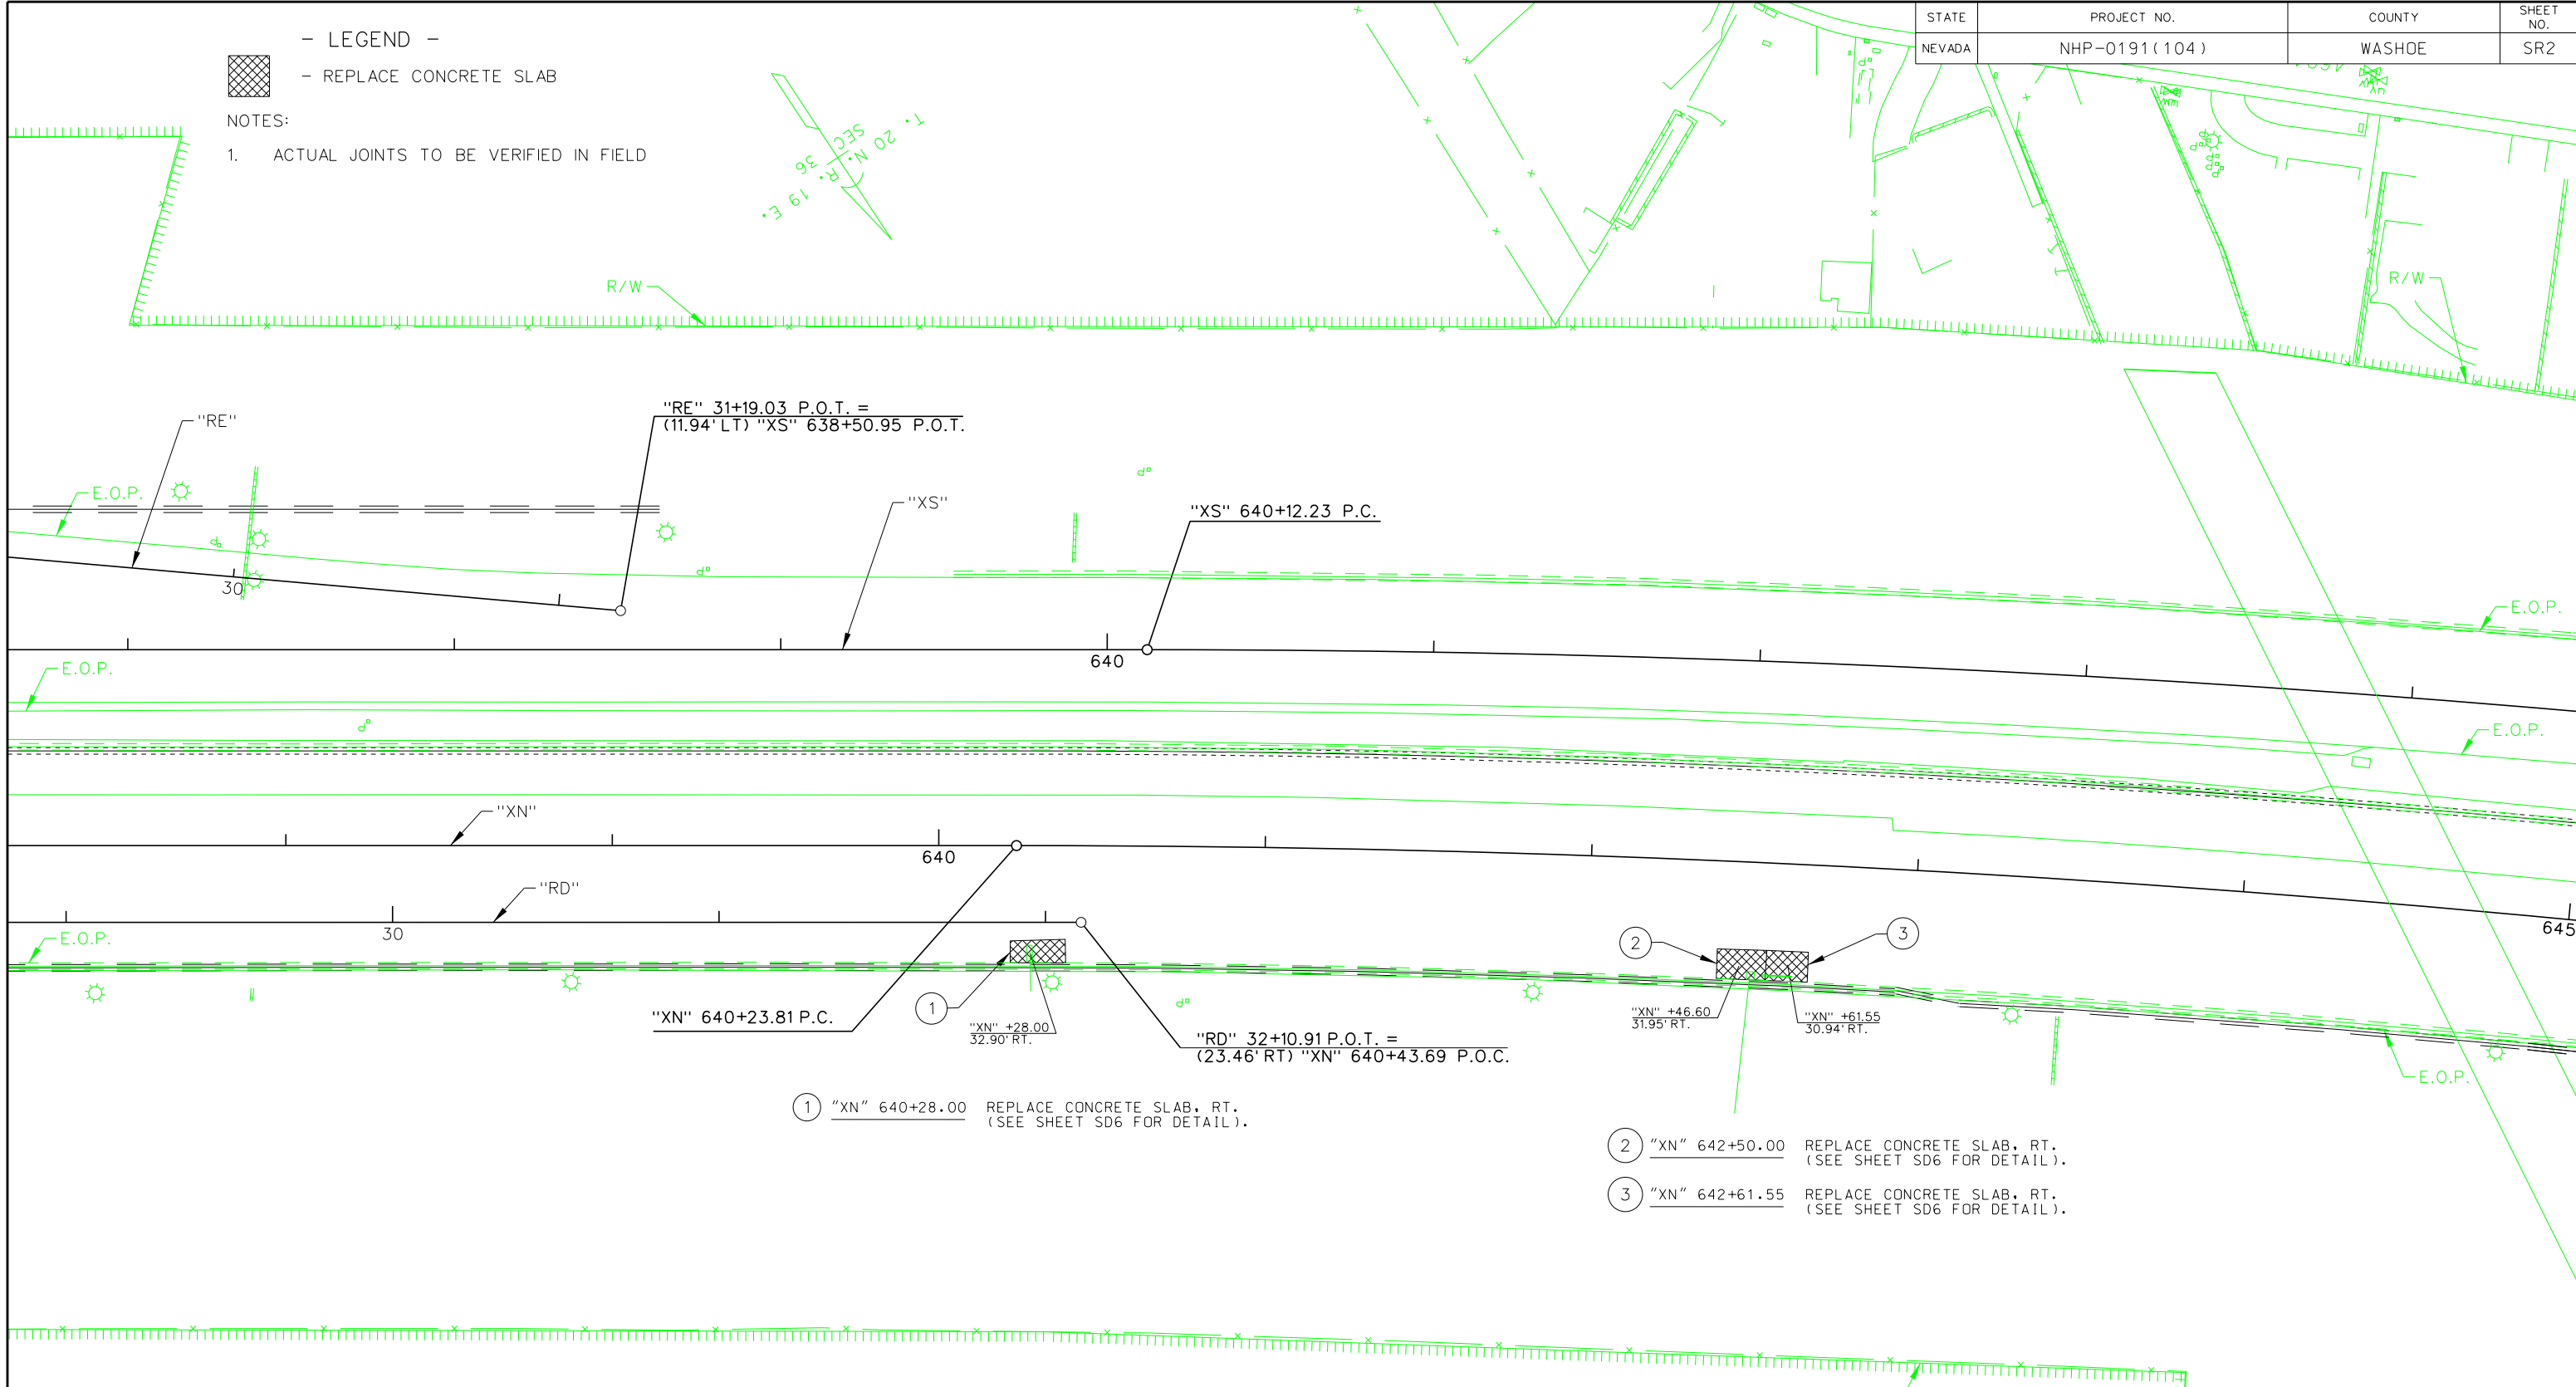 - LEGEND -
- REPLACE CONCRETE SLAB
NOTES:
1. ACTUAL JOINTS TO BE VERIFIED IN FIELD
STATE PROJECT NO. COUNTY SHEET NO.
NEVADA NHP-0191(104) WASHOE SR2
T. 20 N. R. 19 E.
SEC 36
R/W
R/W
"RE"
"RE" 31+19.03 P.O.T. =
(11.94' LT) "XS" 638+50.95 P.O.T.
E.O.P.
"XS"
"XS" 640+12.23 P.C.
30
E.O.P.
640
E.O.P.
E.O.P.
"XN"
640
"RD"
30
E.O.P.
645
2
3
1
"XN" 640+23.81 P.C.
"XN" +28.00
32.90' RT.
"RD" 32+10.91 P.O.T. =
(23.46' RT) "XN" 640+43.69 P.O.C.
"XN" +46.60
31.95' RT.
"XN" +61.55
30.94' RT.
E.O.P.
1 "XN" 640+28.00 REPLACE CONCRETE SLAB, RT.
(SEE SHEET SD6 FOR DETAIL).
2 "XN" 642+50.00 REPLACE CONCRETE SLAB, RT.
(SEE SHEET SD6 FOR DETAIL).
3 "XN" 642+61.55 REPLACE CONCRETE SLAB, RT.
(SEE SHEET SD6 FOR DETAIL).